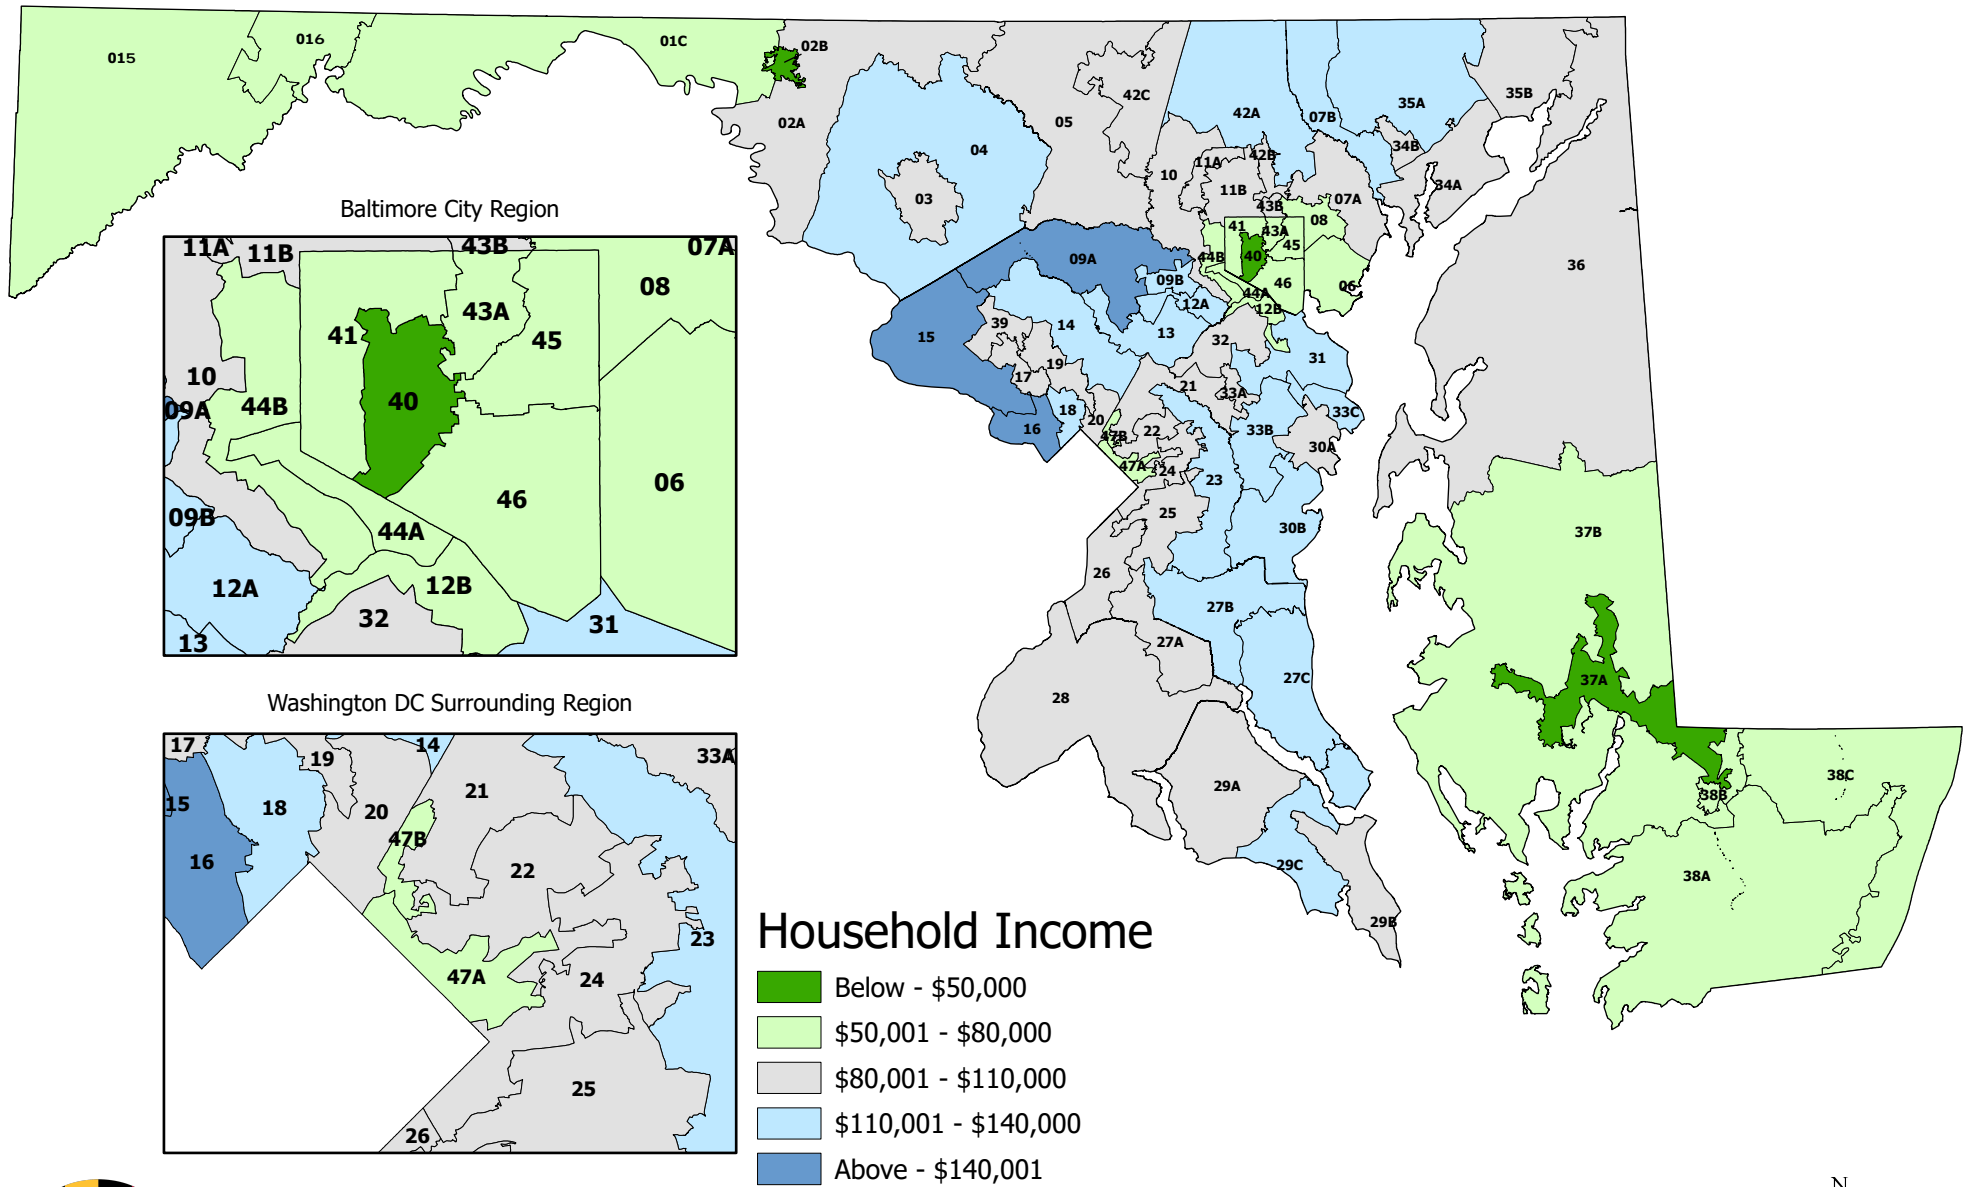 015
016
01C
02B
02A
04
03
05
42C
42A
07B
35A
35B
34B
34A
10
11A
42B
11B
43B
07A
08
41
43A
45
40
44B
44A
46
06
12B
36
09A
09B
12A
13
14
15
39
19
17
18
16
20
32
31
21
33A
33C
33B
30A
22
47B
47A
24
23
25
30B
26
27B
27A
27C
28
29A
29C
29B
37B
37A
38C
38B
38A
Baltimore City Region
11A
11B
43B
07A
08
43A
41
45
10
40
09A
44B
06
46
09B
44A
12A
12B
32
31
13
Washington DC Surrounding Region
17
19
14
33A
21
15
18
20
47B
16
22
23
47A
24
25
26
Household Income
Below - $50,000
$50,001 - $80,000
$80,001 - $110,000
$110,001 - $140,000
Above - $140,001
N